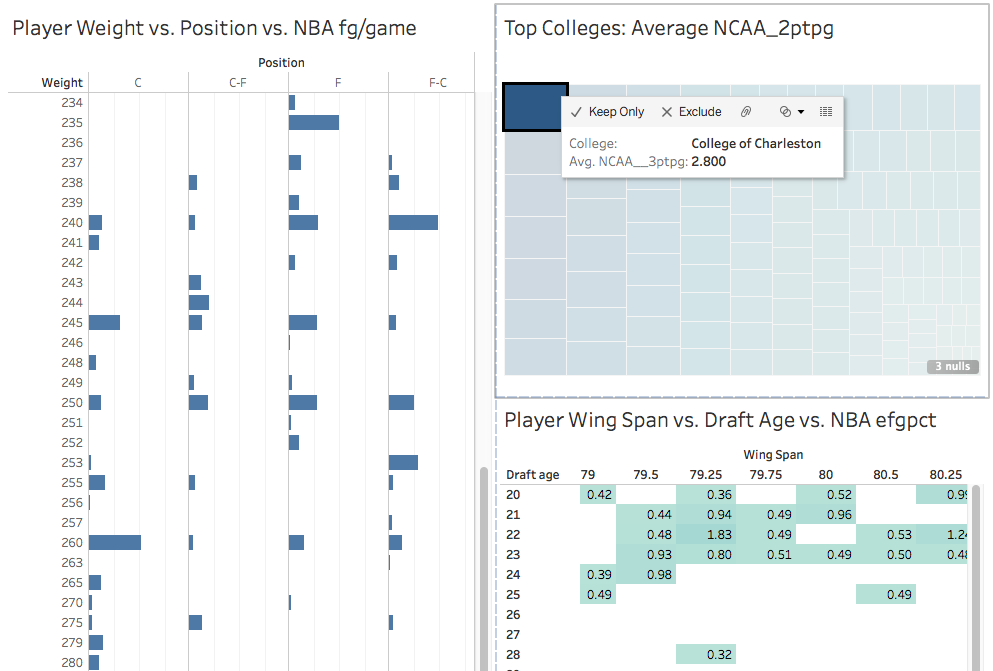 Player Weight vs. Position vs. NBA fg/game
Position
Weight C C-F F F-C
234
235
236
237
238
239
240
241
242
243
244
245
246
248
249
250
251
252
253
255
256
257
260
263
265
270
275
279
280
Top Colleges: Average NCAA_2ptpg
Keep Only Exclude
College: College of Charleston
Avg. NCAA__3ptpg: 2.800
3 nulls
Player Wing Span vs. Draft Age vs. NBA efgpct
Wing Span
Draft age 79 79.5 79.25 79.75 80 80.5 80.25
20 0.42 0.36 0.52
21 0.44 0.94 0.49 0.96
22 0.48 1.83 0.49 0.53
23 0.93 0.80 0.51 0.49 0.50
24 0.39 0.98
25 0.49 0.49
26
27
28 0.32